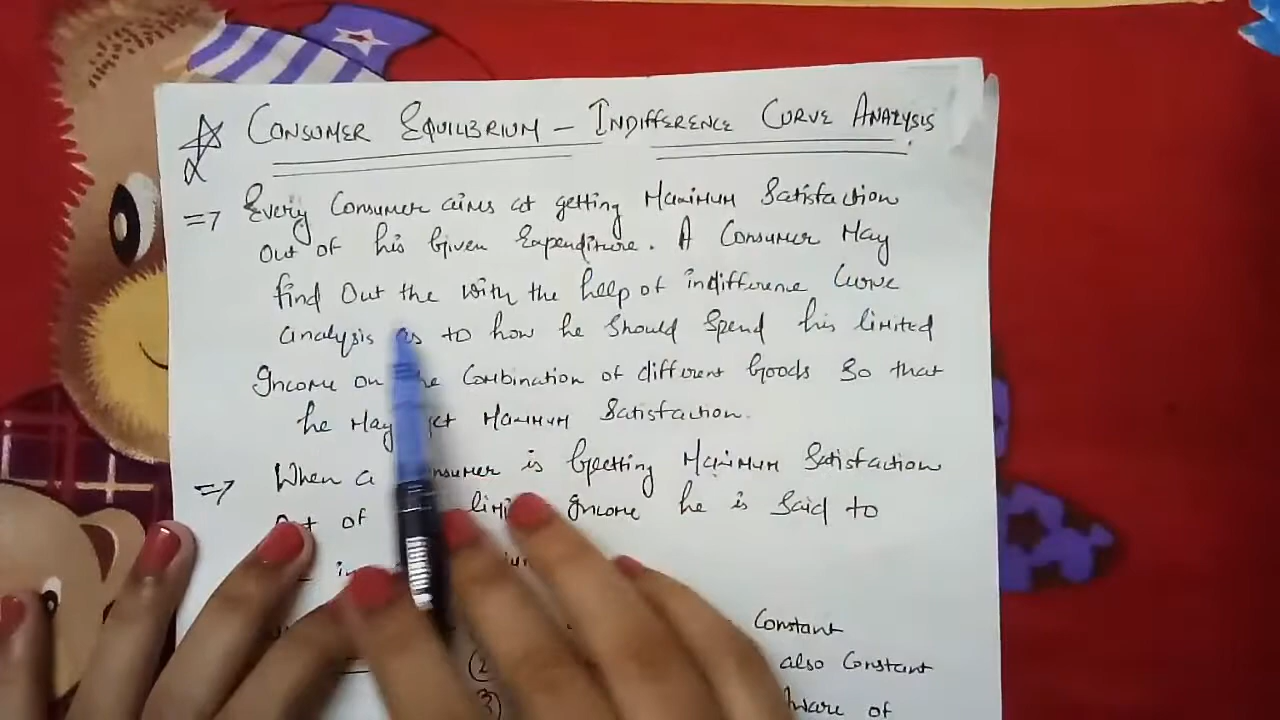 CONSUMER EQUILIBRIUM - INDIFFERENCE CURVE ANALYSIS
=> Every Consumer aims at getting Maximum Satisfaction
Out of his Given Expenditure. A Consumer May
find Out the with the help of indifference Curve
analysis as to how he Should Spend his limited
Income on the Combination of different Goods So that
he May get Maximum Satisfaction.
=> When a Consumer is Getting Maximum Satisfaction
Out of Income he is Said to
Constant
(2 also Constant
3) Aware of